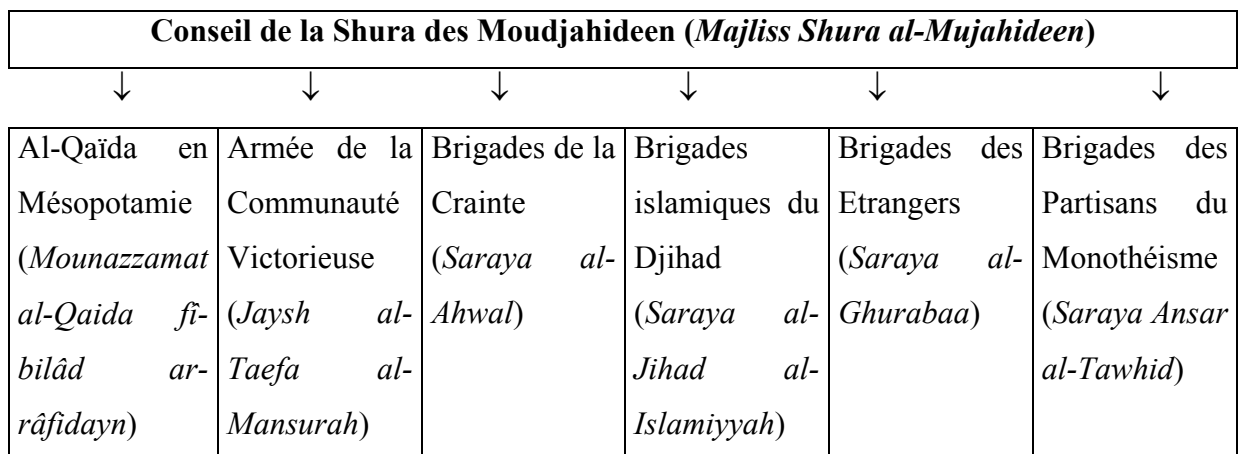 Conseil de la Shura des Moudjahideen (Majliss Shura al-Mujahideen)
↓ ↓ ↓ ↓ ↓ ↓
Al-Qaïda en
Mésopotamie
(Mounazzamat
al-Qaida fî-
bilâd ar-
râfidayn)
Armée de la
Communauté
Victorieuse
(Jaysh al-
Taefa al-
Mansurah)
Brigades de la
Crainte
(Saraya al-
Ahwal)
Brigades
islamiques du
Djihad
(Saraya al-
Jihad al-
Islamiyyah)
Brigades des
Etrangers
(Saraya al-
Ghurabaa)
Brigades des
Partisans du
Monothéisme
(Saraya Ansar
al-Tawhid)